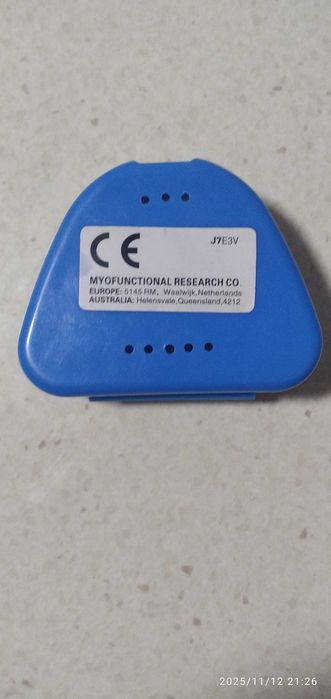 CE J7E3V
MYOFUNCTIONAL RESEARCH CO.
EUROPE: 5145 RM, Waalwijk,Netherlands
AUSTRALIA: Helensvale,Queensland,4212
2025/11/12 21:26